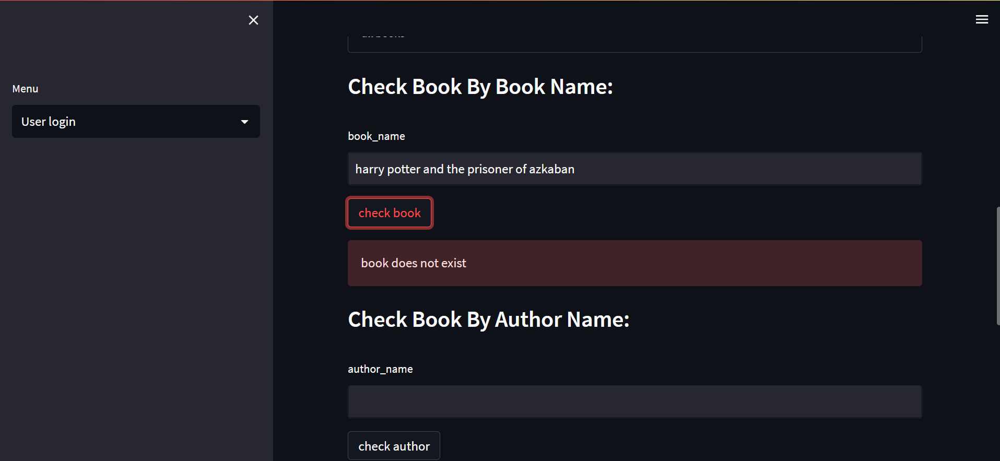 Menu
User login
Check Book By Book Name:
book_name
harry potter and the prisoner of azkaban
check book
book does not exist
Check Book By Author Name:
author_name
check author